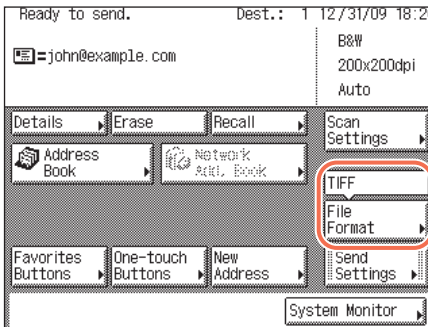 Ready to send. Dest.: 1 12/31/09 18:2
=john@example.com
B&W
200x200dpi
Auto
Details Erase Recall
Scan
Settings
Address
Book
Network
Add. Book
TIFF
File
Format
Favorites
Buttons
One-touch
Buttons
New
Address
Send
Settings
System Monitor